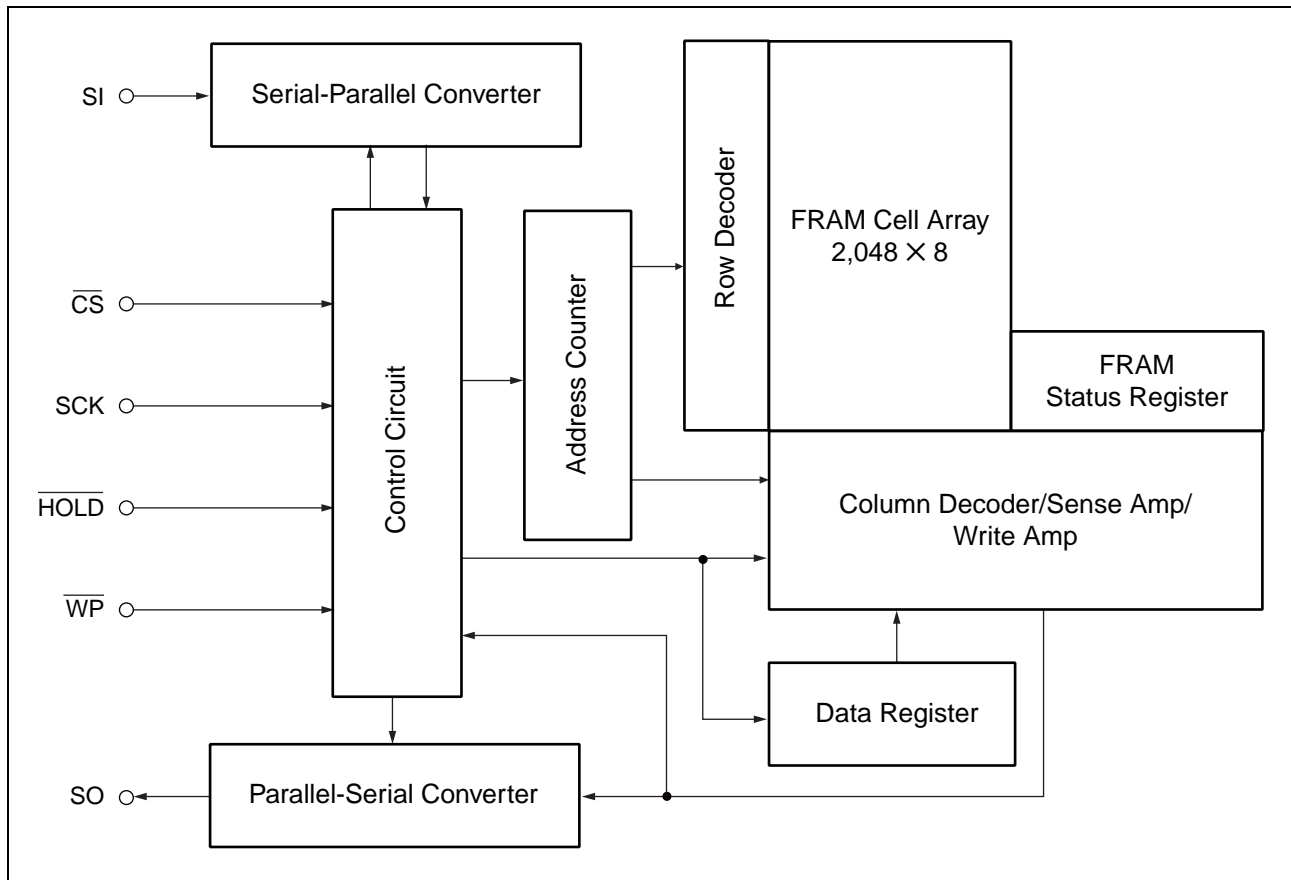 SI
Serial-Parallel Converter
Row Decoder
FRAM Cell Array
2,048 × 8
CS
Control Circuit
Address Counter
FRAM
Status Register
SCK
HOLD
Column Decoder/Sense Amp/
Write Amp
WP
Data Register
SO
Parallel-Serial Converter